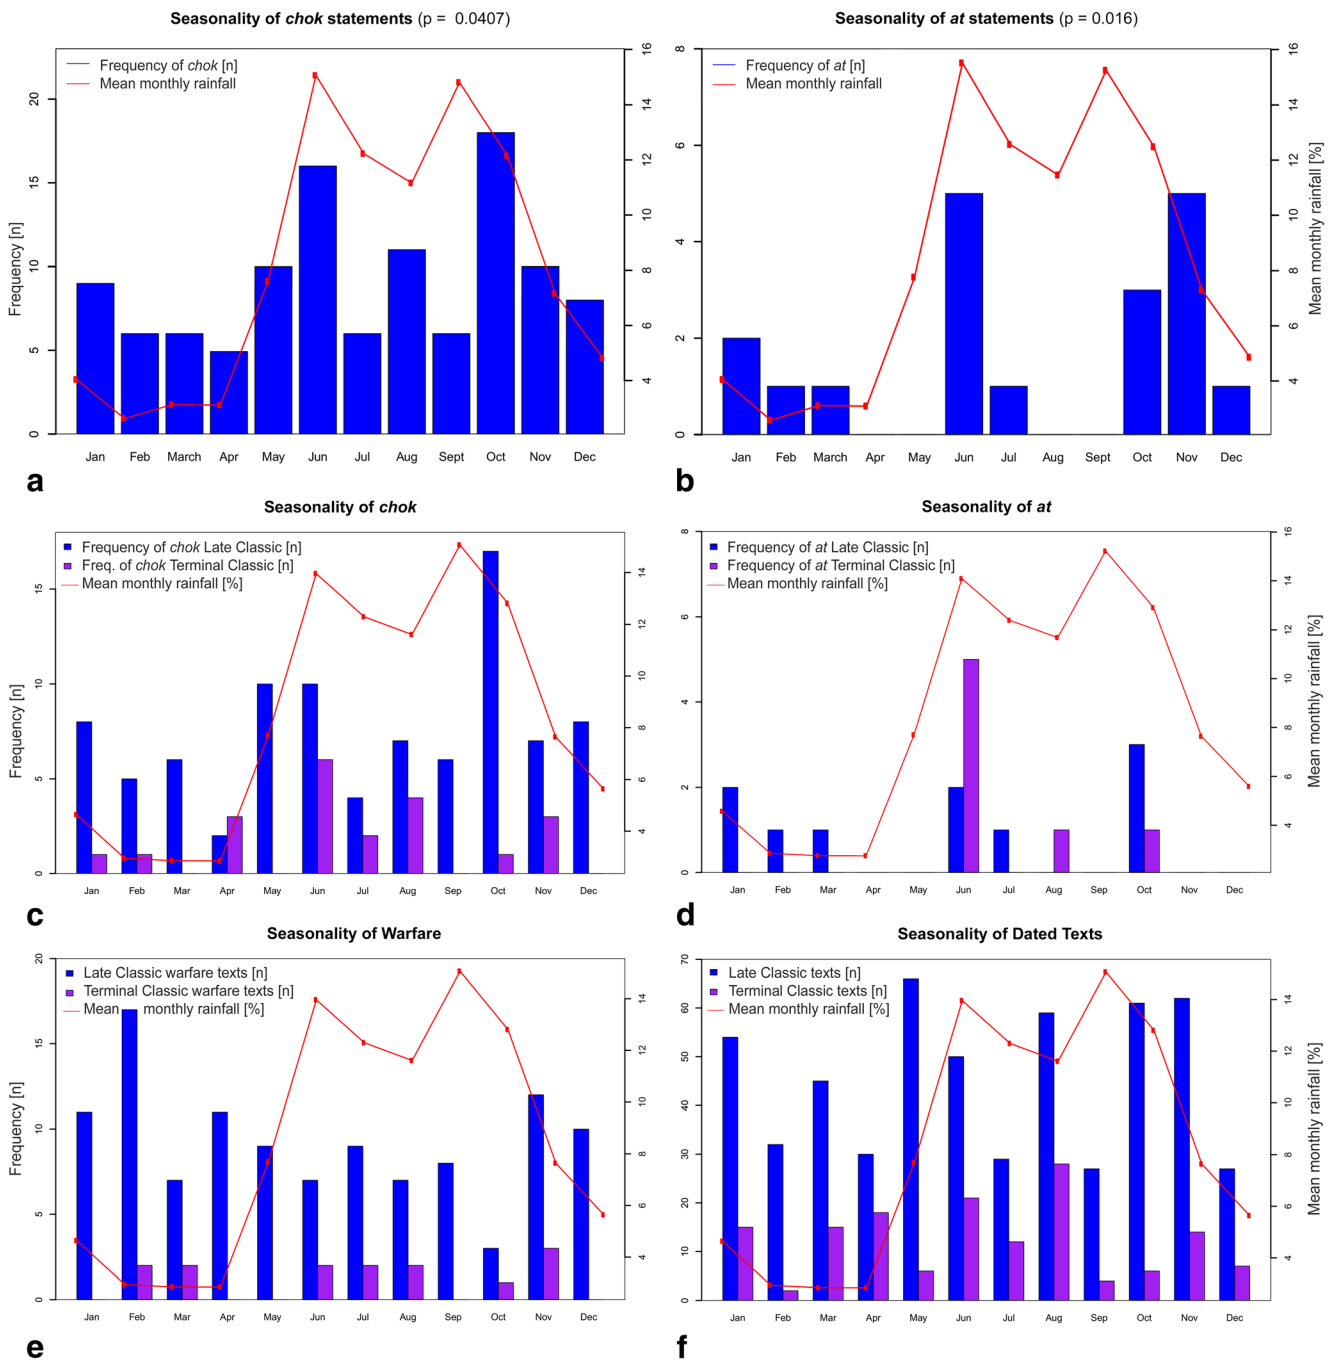 Seasonality of chok statements (p = 0.0407)
Frequency of chok [n]
Mean monthly rainfall
Frequency [n]
0 5 10 15 20
4 6 8 10 12 14 16
Jan Feb March Apr May Jun Jul Aug Sept Oct Nov Dec
a
Seasonality of at statements (p = 0.016)
Frequency of at [n]
Mean monthly rainfall
0 2 4 6 8
4 6 8 10 12 14 16
Mean monthly rainfall [%]
Jan Feb March Apr May Jun Jul Aug Sept Oct Nov Dec
b
Seasonality of chok
Frequency of chok Late Classic [n]
Freq. of chok Terminal Classic [n]
Mean monthly rainfall [%]
Frequency [n]
0 5 10 15
4 6 8 10 12 14
Jan Feb Mar Apr May Jun Jul Aug Sep Oct Nov Dec
c
Seasonality of at
Frequency of at Late Classic [n]
Frequency of at Terminal Classic [n]
Mean monthly rainfall [%]
0 2 4 6 8
4 6 8 10 12 14 16
Mean monthly rainfall [%]
Jan Feb Mar Apr May Jun Jul Aug Sep Oct Nov Dec
d
Seasonality of Warfare
Late Classic warfare texts [n]
Terminal Classic warfare texts [n]
Mean monthly rainfall [%]
Frequency [n]
0 5 10 15 20
4 6 8 10 12 14
Jan Feb Mar Apr May Jun Jul Aug Sep Oct Nov Dec
e
Seasonality of Dated Texts
Late Classic texts [n]
Terminal Classic texts [n]
Mean monthly rainfall [%]
0 10 20 30 40 50 60 70
4 6 8 10 12 14
Mean monthly rainfall [%]
Jan Feb Mar Apr May Jun Jul Aug Sep Oct Nov Dec
f